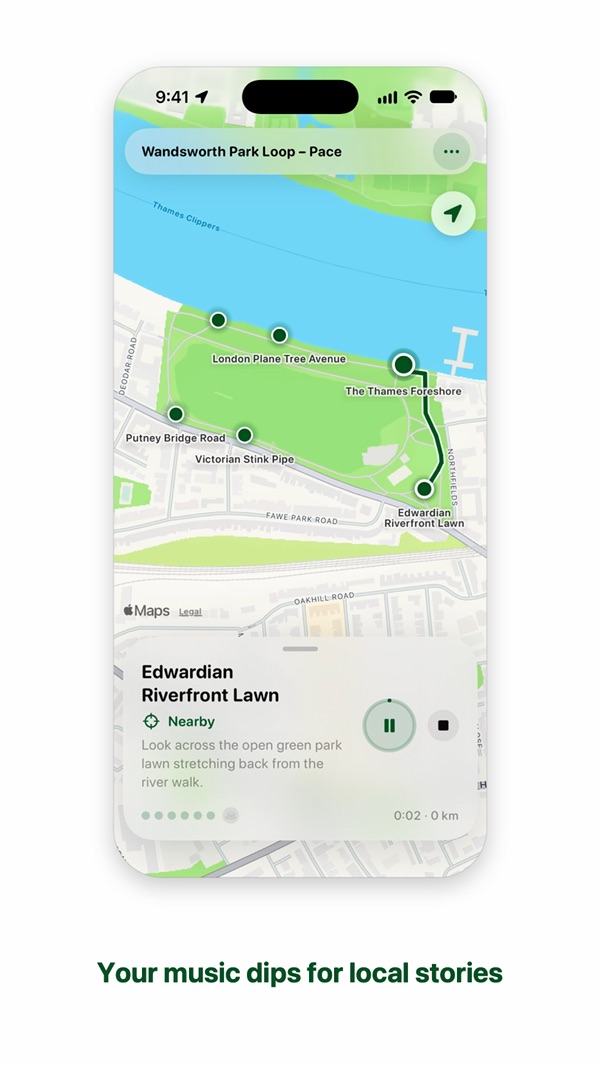 9:41
Wandsworth Park Loop – Pace
•••
Thames Clippers
DEODAR ROAD
London Plane Tree Avenue
The Thames Foreshore
Putney Bridge Road
Victorian Stink Pipe
NORTHFIELDS
Edwardian
Riverfront Lawn
FAWE PARK ROAD
OAKHILL ROAD
Maps Legal
Edwardian
Riverfront Lawn
Nearby
Look across the open green park
lawn stretching back from the
river walk.
0:02 · 0 km
Your music dips for local stories